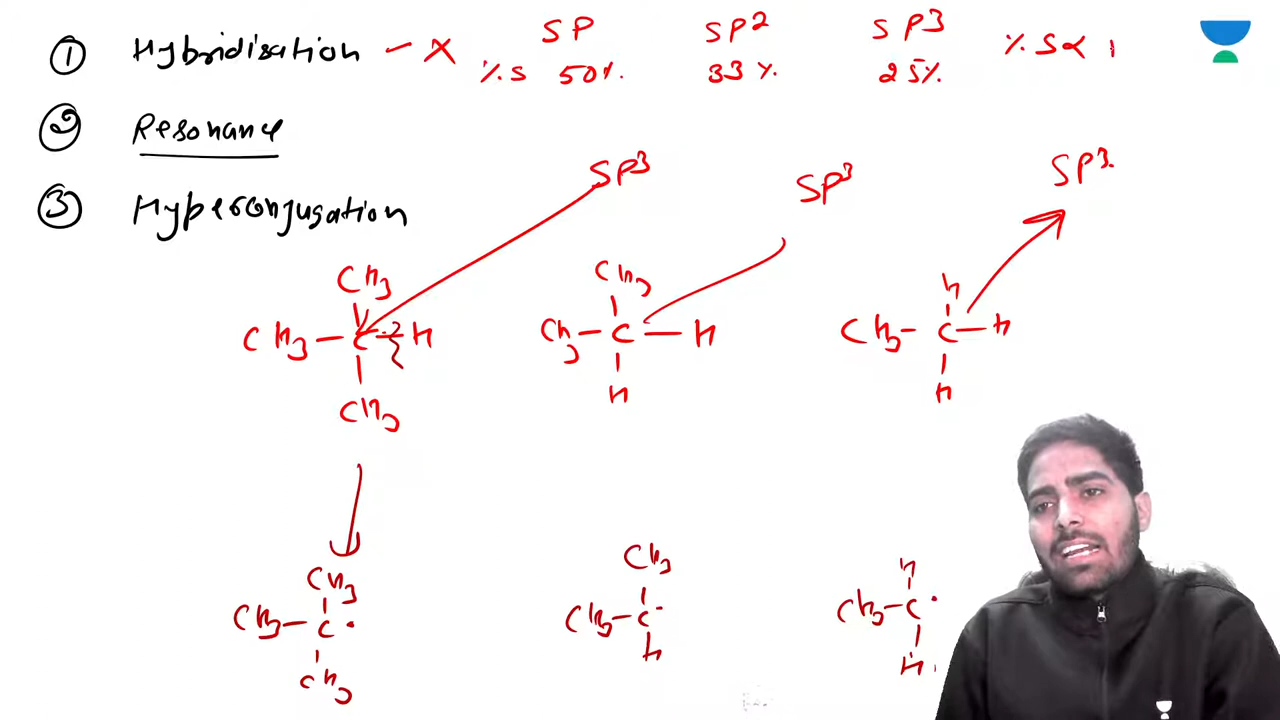 ① Hybridisation - X SP SP2 SP3 % S α 1
% S 50% 33 % 25%
② Resonance
③ Hyperconjugation
SP3 SP3 SP3
CH3 CH3 H
CH3 - C - H CH3 - C - H CH3 - C - H
CH3 H H
CH3 CH3 H
CH3 - C • CH3 - C • CH3 - C •
CH3 H H